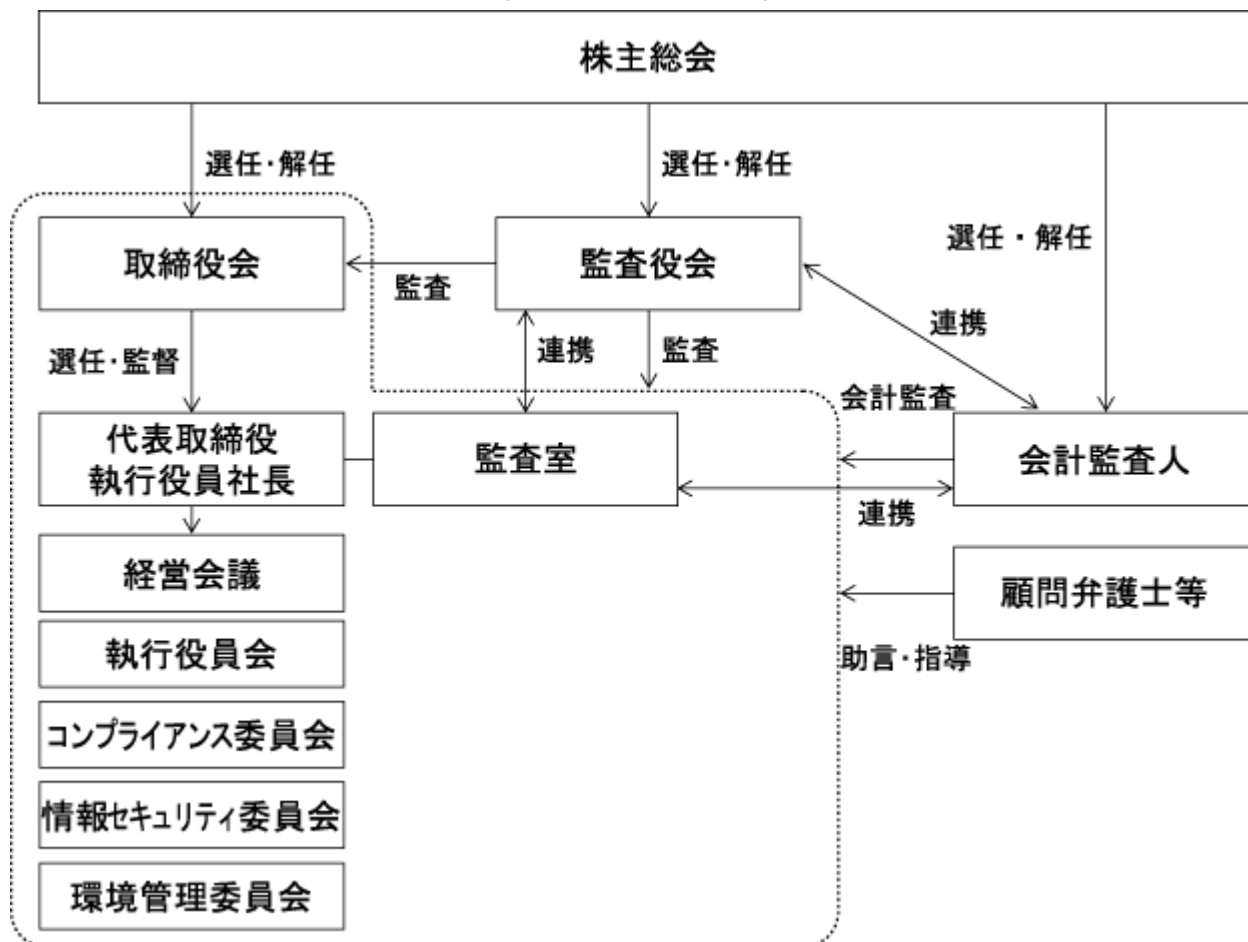 株主総会
選任・解任
選任・解任
選任・解任
取締役会
監査
監査役会
連携
選任・監督
連携
監査
会計監査
代表取締役
執行役員社長
監査室
会計監査人
連携
経営会議
顧問弁護士等
執行役員会
助言・指導
コンプライアンス委員会
情報セキュリティ委員会
環境管理委員会